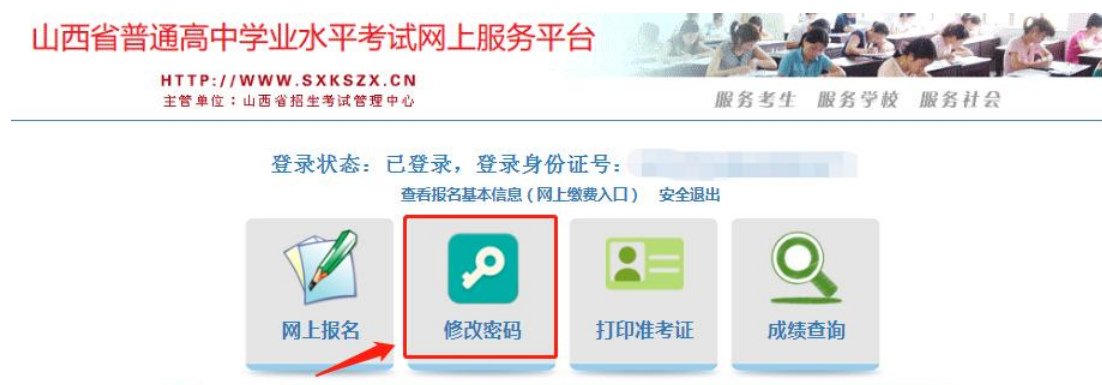 山西省普通高中学业水平考试网上服务平台
HTTP://WWW.SXKSZX.CN
主管单位：山西省招生考试管理中心
服务考生 服务学校 服务社会
登录状态：已登录，登录身份证号：
查看报名基本信息（网上缴费入口） 安全退出
网上报名 修改密码 打印准考证 成绩查询